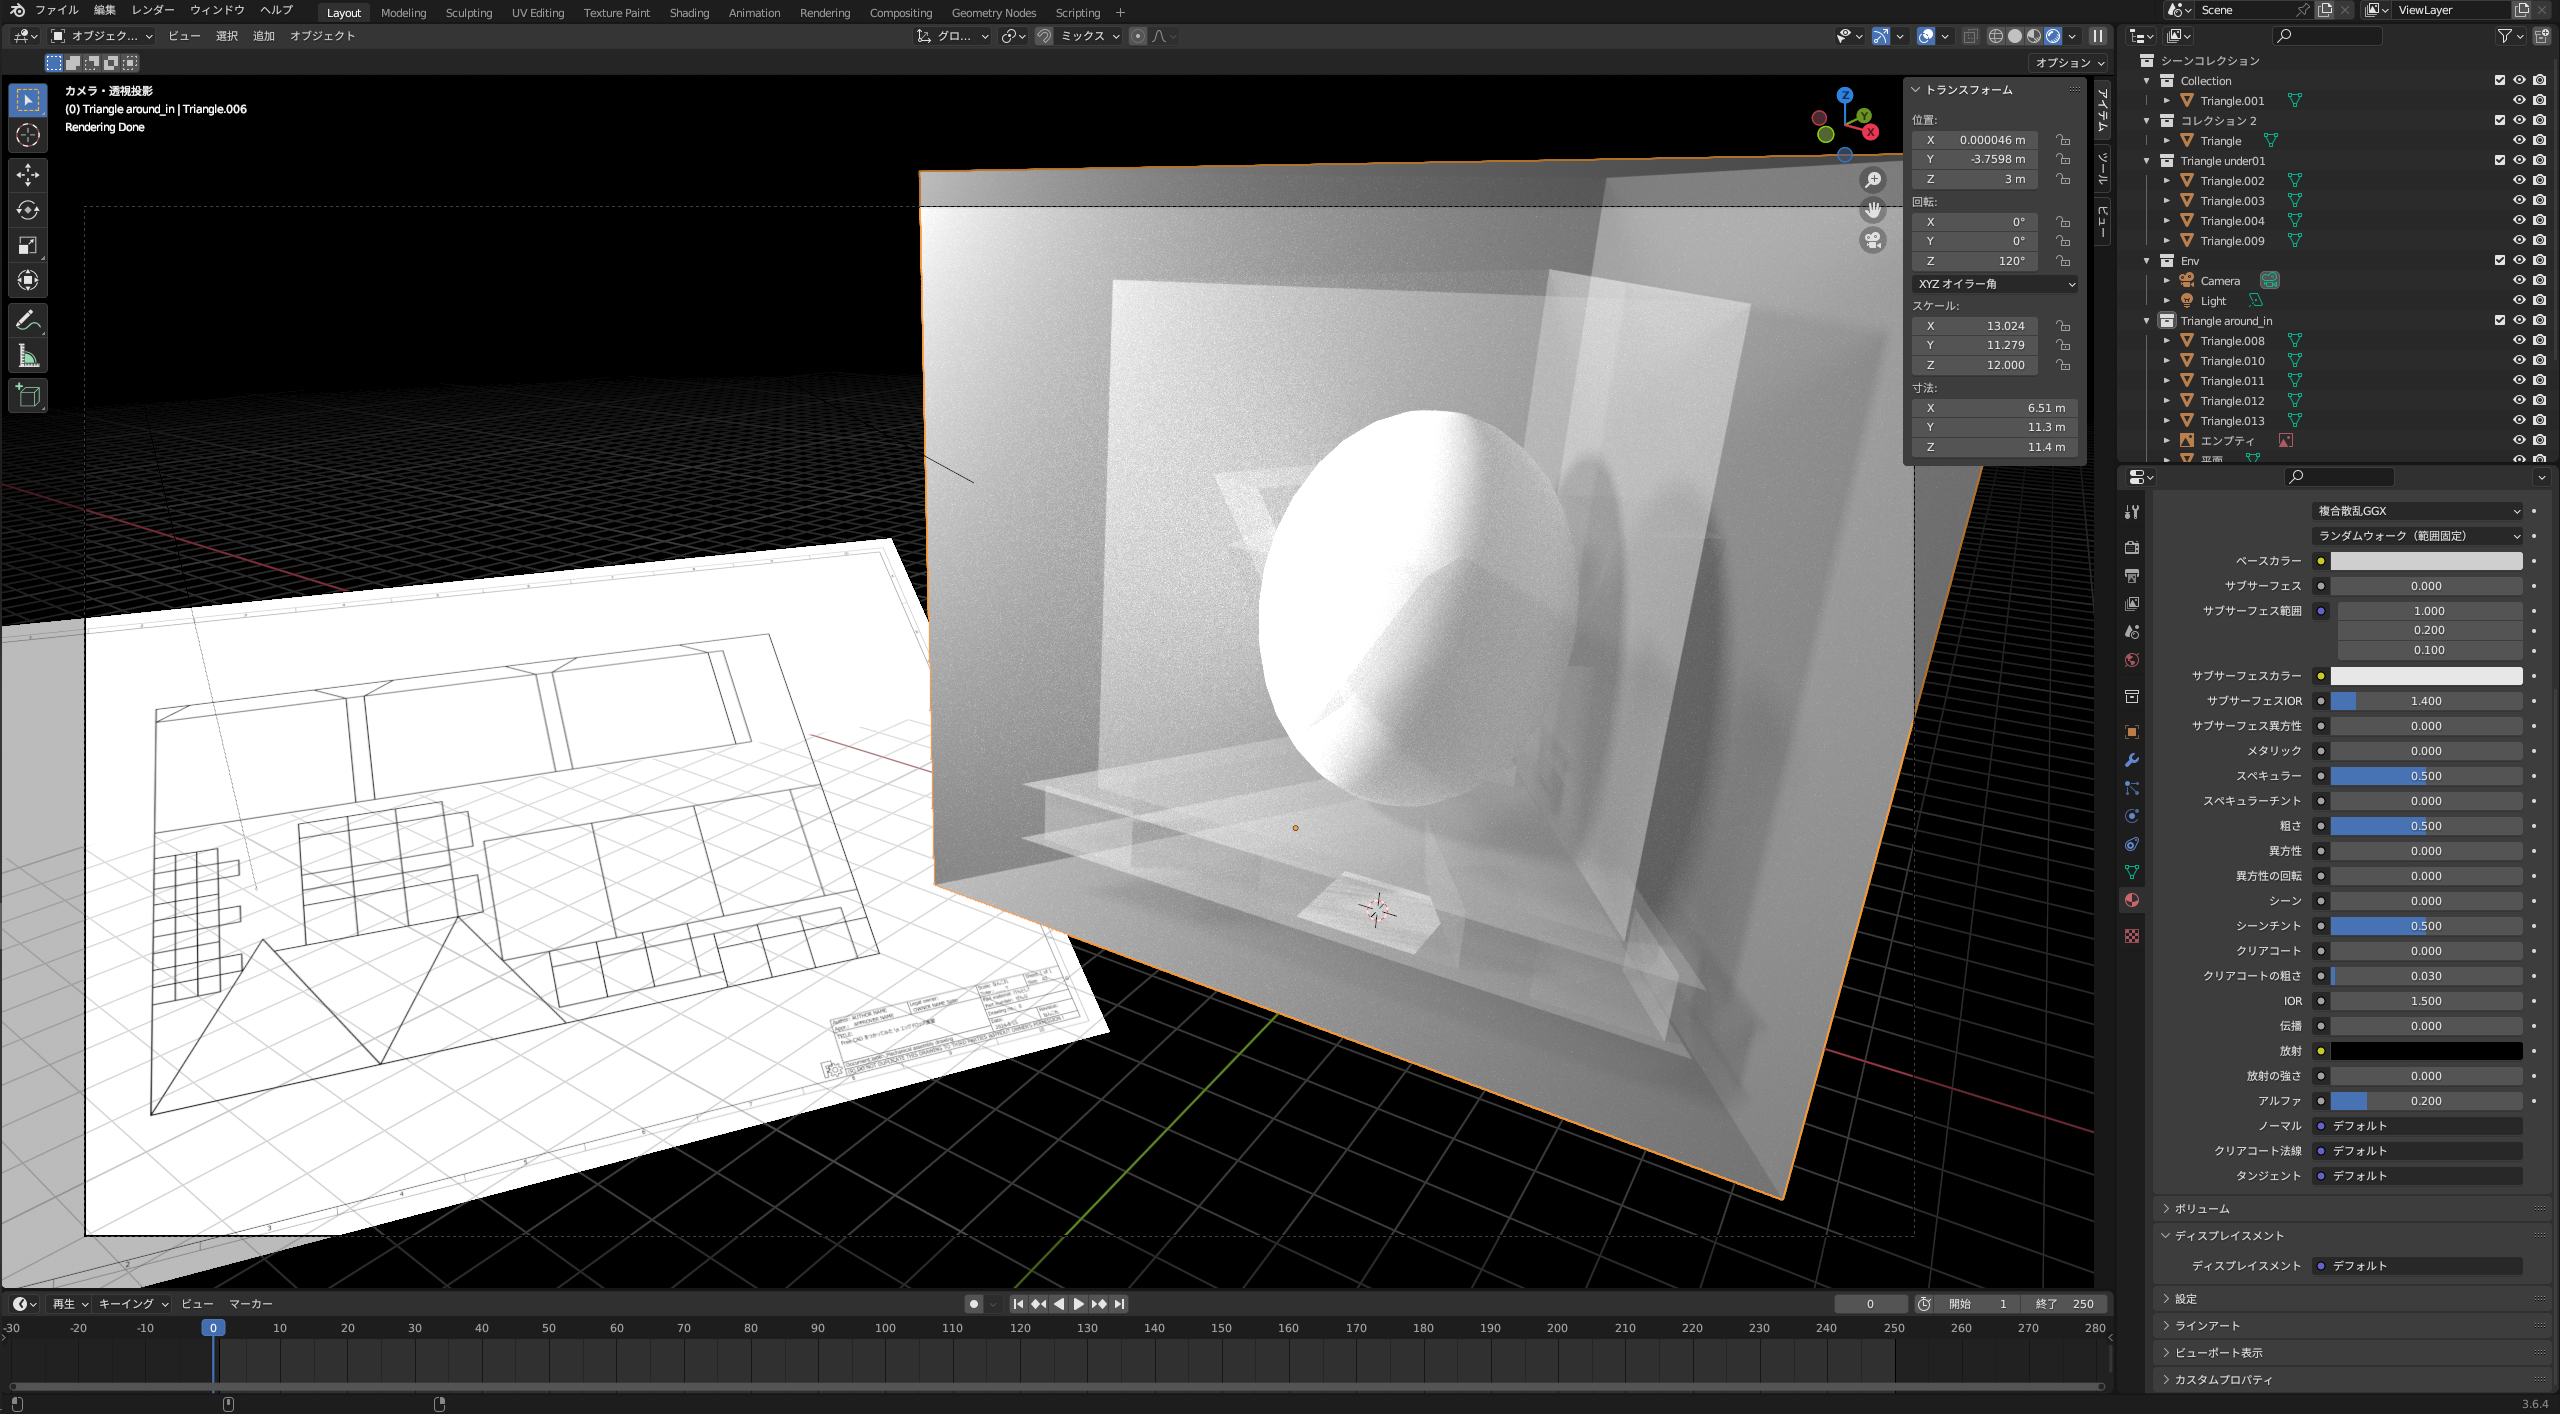 ファイル 編集 レンダー ウィンドウ ヘルプ Layout Modeling Sculpting UV Editing Texture Paint Shading Animation Rendering Compositing Geometry Nodes Scripting + Scene ViewLayer
オブジェク... ビュー 選択 追加 オブジェクト グロ... ミックス
オプション
カメラ・透視投影
(0) Triangle around_in | Triangle.006
Rendering Done
Z
Y
X
トランスフォーム
位置:
X 0.000046 m
Y -3.7598 m
Z 3 m
回転:
X 0°
Y 0°
Z 120°
XYZ オイラー角
スケール:
X 13.024
Y 11.279
Z 12.000
寸法:
X 6.51 m
Y 11.3 m
Z 11.4 m
アイテム
ツール
ビュー
シーンコレクション
Collection
Triangle.001
コレクション 2
Triangle
Triangle under01
Triangle.002
Triangle.003
Triangle.004
Triangle.009
Env
Camera
Light
Triangle around_in
Triangle.008
Triangle.010
Triangle.011
Triangle.012
Triangle.013
エンプティ
平面
複合散乱GGX
ランダムウォーク（範囲固定）
ベースカラー
サブサーフェス 0.000
サブサーフェス範囲 1.000
0.200
0.100
サブサーフェスカラー
サブサーフェスIOR 1.400
サブサーフェス異方性 0.000
メタリック 0.000
スペキュラー 0.500
スペキュラーチント 0.000
粗さ 0.500
異方性 0.000
異方性の回転 0.000
シーン 0.000
シーンチント 0.500
クリアコート 0.000
クリアコートの粗さ 0.030
IOR 1.500
伝播 0.000
放射
放射の強さ 0.000
アルファ 0.200
ノーマル デフォルト
クリアコート法線 デフォルト
タンジェント デフォルト
ボリューム
ディスプレイスメント
ディスプレイスメント デフォルト
設定
ラインアート
ビューポート表示
カスタムプロパティ
AUTHOR NAME
APPROVER NAME
TITLE:
Legal owner:
再生 キーイング ビュー マーカー 0 開始 1 終了 250
-30 -20 -10 0 10 20 30 40 50 60 70 80 90 100 110 120 130 140 150 160 170 180 190 200 210 220 230 240 250 260 270 280
3.6.4